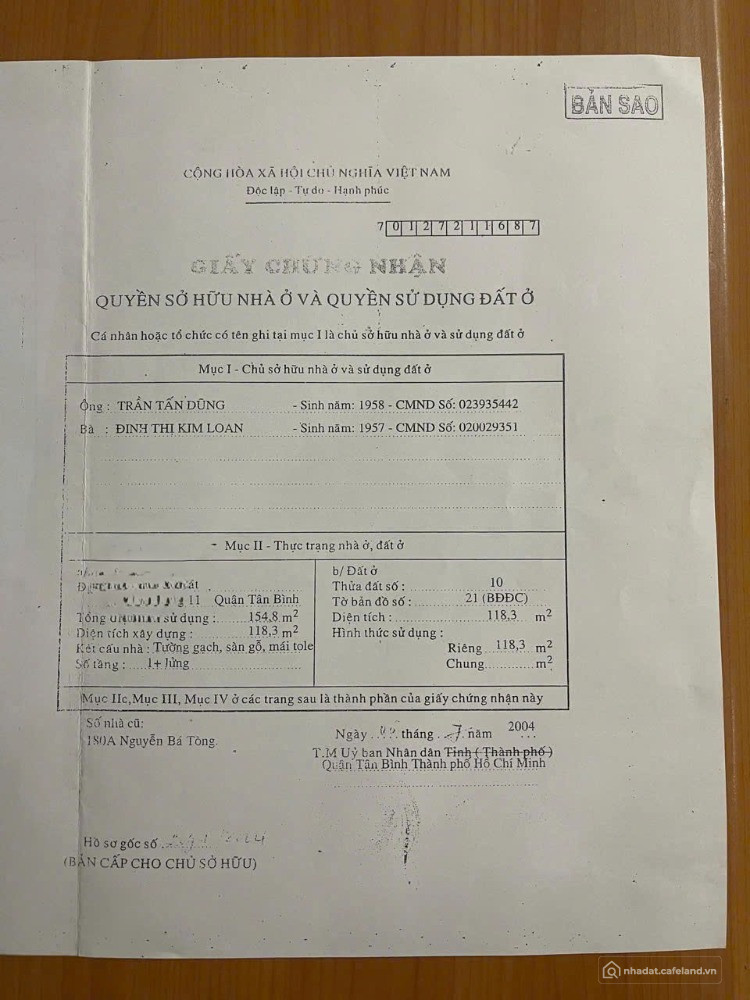 BẢN SAO
CỘNG HÒA XÃ HỘI CHỦ NGHĨA VIỆT NAM
Độc lập - Tự do - Hạnh phúc
7 0 1 2 7 2 1 1 6 8 7
GIẤY CHỨNG NHẬN
QUYỀN SỞ HỮU NHÀ Ở VÀ QUYỀN SỬ DỤNG ĐẤT Ở
Cá nhân hoặc tổ chức có tên ghi tại mục I là chủ sở hữu nhà ở và sử dụng đất ở
Mục I - Chủ sở hữu nhà ở và sử dụng đất ở
Ông : TRẦN TẤN DŨNG - Sinh năm: 1958 - CMND Số: 023935442
Bà : ĐINH THỊ KIM LOAN - Sinh năm: 1957 - CMND Số: 020029351
- Mục II - Thực trạng nhà ở, đất ở
11 Quận Tân Bình
Tổng sử dụng : 154,8 m²
Diện tích xây dựng : 118,3 m²
Kết cấu nhà : Tường gạch, sàn gỗ, mái tole
Số tầng : 1+ lửng
b/ Đất ở
Thửa đất số : 10
Tờ bản đồ số : 21 (BĐĐC)
Diện tích : 118,3 m²
Hình thức sử dụng :
Riêng 118,3 m²
Chung m²
Mục IIc, Mục III, Mục IV ở các trang sau là thành phần của giấy chứng nhận này
Số nhà cũ:
180A Nguyễn Bá Tòng.
Ngày tháng 7 năm 2004
T.M Uỷ ban Nhân dân Tỉnh ( Thành phố )
Quận Tân Bình Thành phố Hồ Chí Minh
Hồ sơ gốc số
(BẢN CẤP CHO CHỦ SỞ HỮU)
nhadat.cafeland.vn